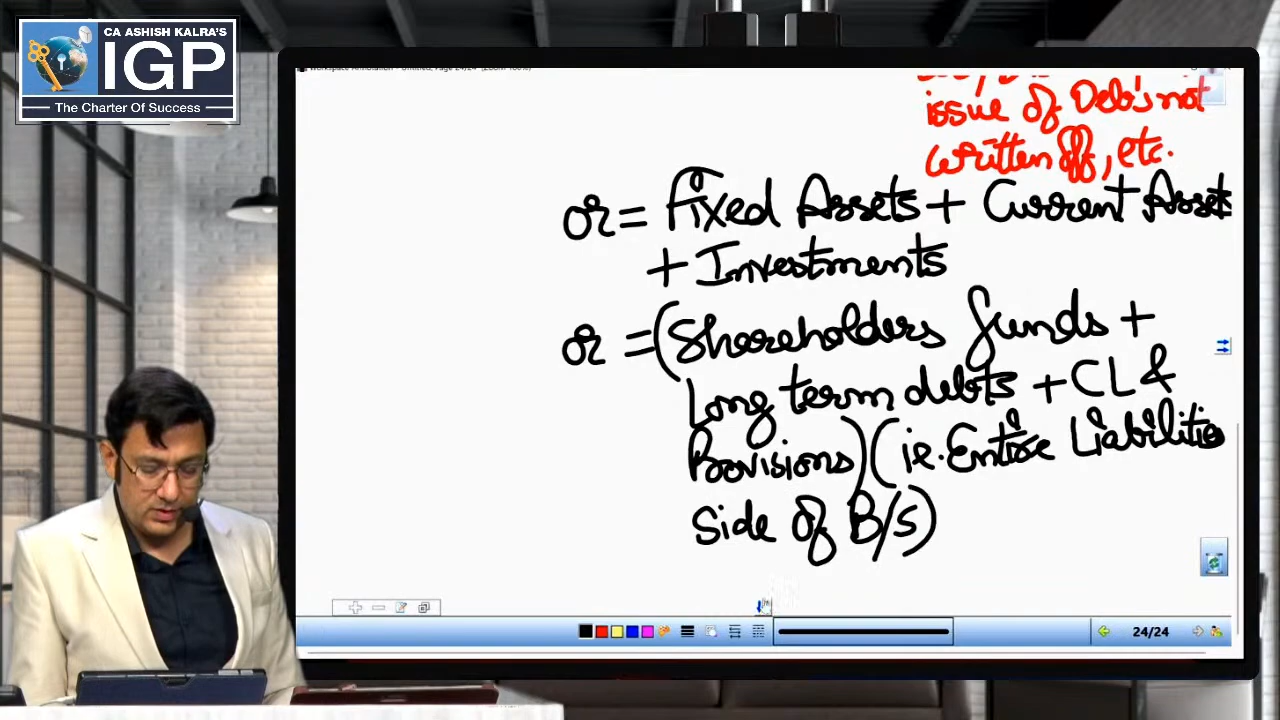 CA ASHISH KALRA'S
IGP
The Charter Of Success
issue of Deb's not
written off, etc.
or = Fixed Assets + Current Assets
+ Investments
or = (Shareholders funds +
Long term debts + CL &
Provisions) (ie. Entire Liabilities
Side of B/S)
24/24